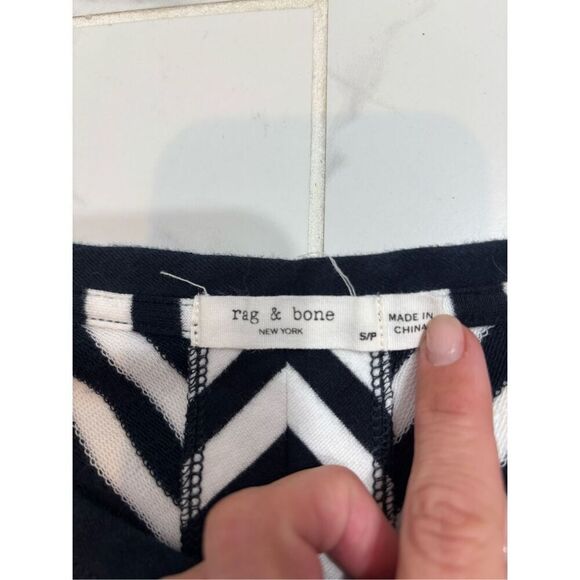 rag & bone
NEW YORK
S/P
MADE IN
CHINA